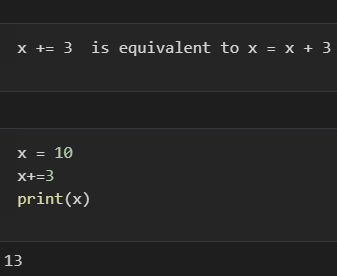 x += 3  is equivalent to x = x + 3
x = 10
x+=3
print(x)
13